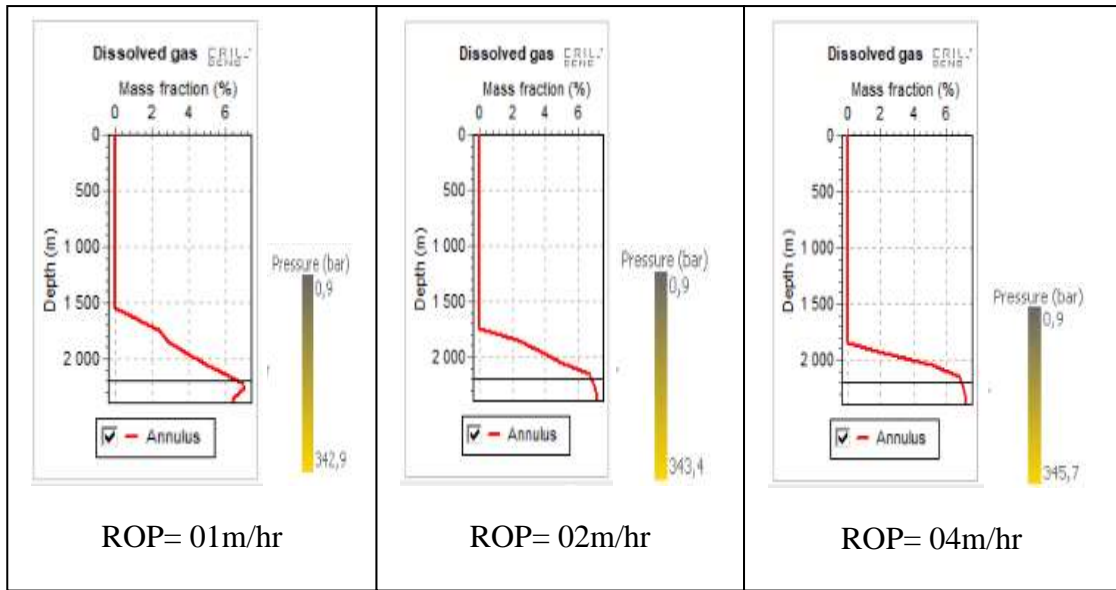 Dissolved gas
Mass fraction (%)
0 2 4 6
0
500
1 000
1 500
2 000
Depth (m)
Annulus
Pressure (bar)
0,9
342,9
ROP= 01m/hr
Dissolved gas
Mass fraction (%)
0 2 4 6
0
500
1 000
1 500
2 000
Depth (m)
Annulus
Pressure (bar)
0,9
343,4
ROP= 02m/hr
Dissolved gas
Mass fraction (%)
0 2 4 6
0
500
1 000
1 500
2 000
Depth (m)
Annulus
Pressure (bar)
0,9
345,7
ROP= 04m/hr